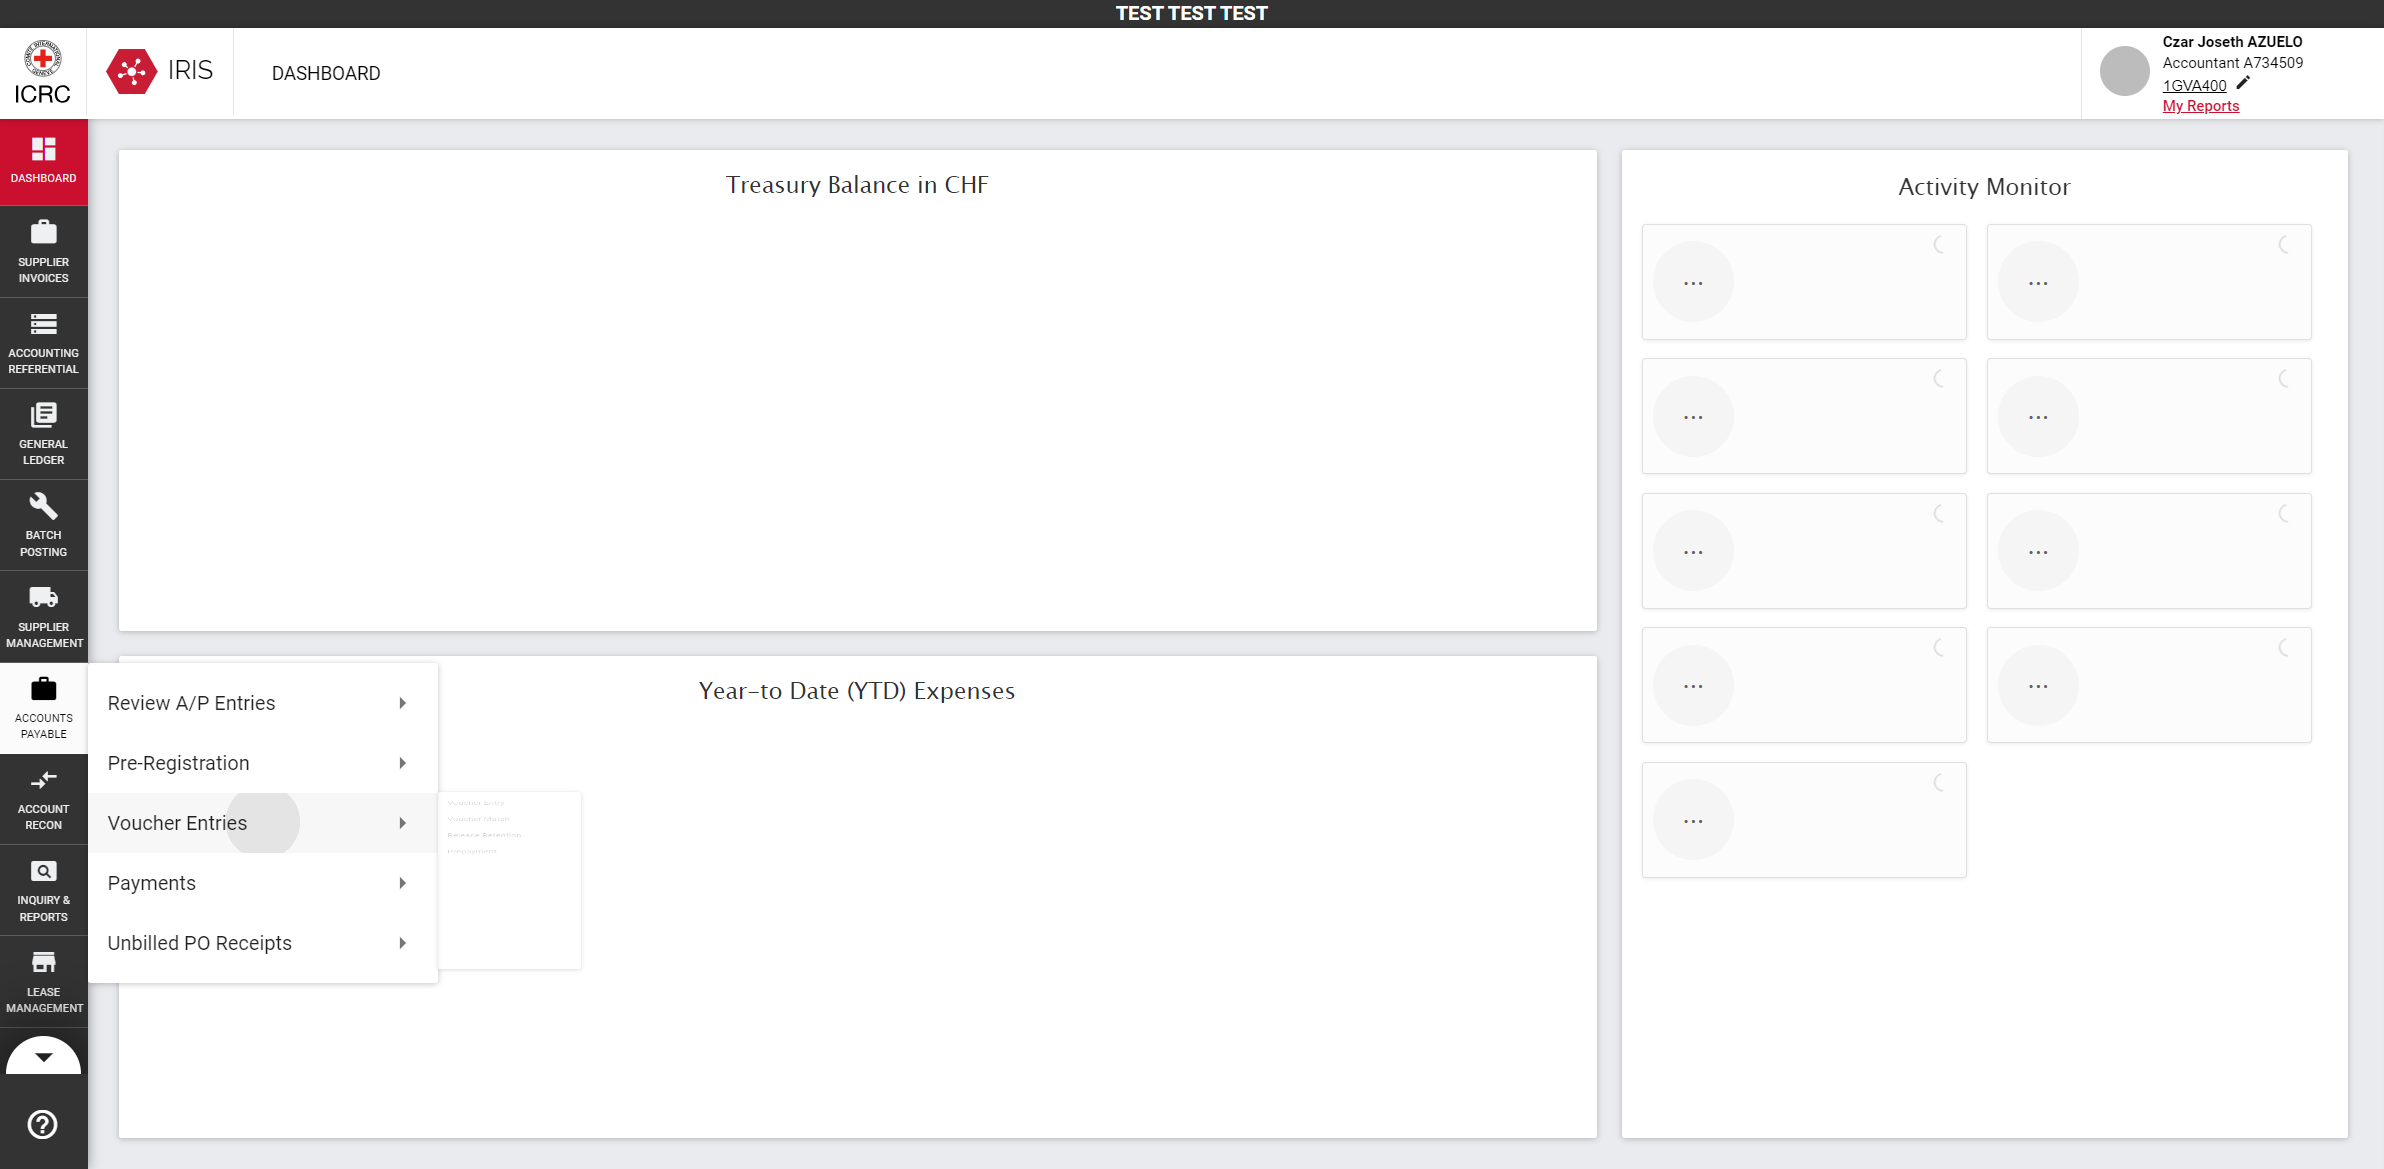 TEST TEST TEST
ICRC
IRIS
DASHBOARD
Czar Joseth AZUELO
Accountant A734509
1GVA400
My Reports
DASHBOARD
SUPPLIER
INVOICES
ACCOUNTING
REFERENTIAL
GENERAL
LEDGER
BATCH
POSTING
SUPPLIER
MANAGEMENT
ACCOUNTS
PAYABLE
ACCOUNT
RECON
INQUIRY &
REPORTS
LEASE
MANAGEMENT
Treasury Balance in CHF
Year-to Date (YTD) Expenses
Review A/P Entries
Pre-Registration
Voucher Entries
Payments
Unbilled PO Receipts
Voucher Entry
Voucher Match
Release Retention
Prepayment
Activity Monitor
...
...
...
...
...
...
...
...
...